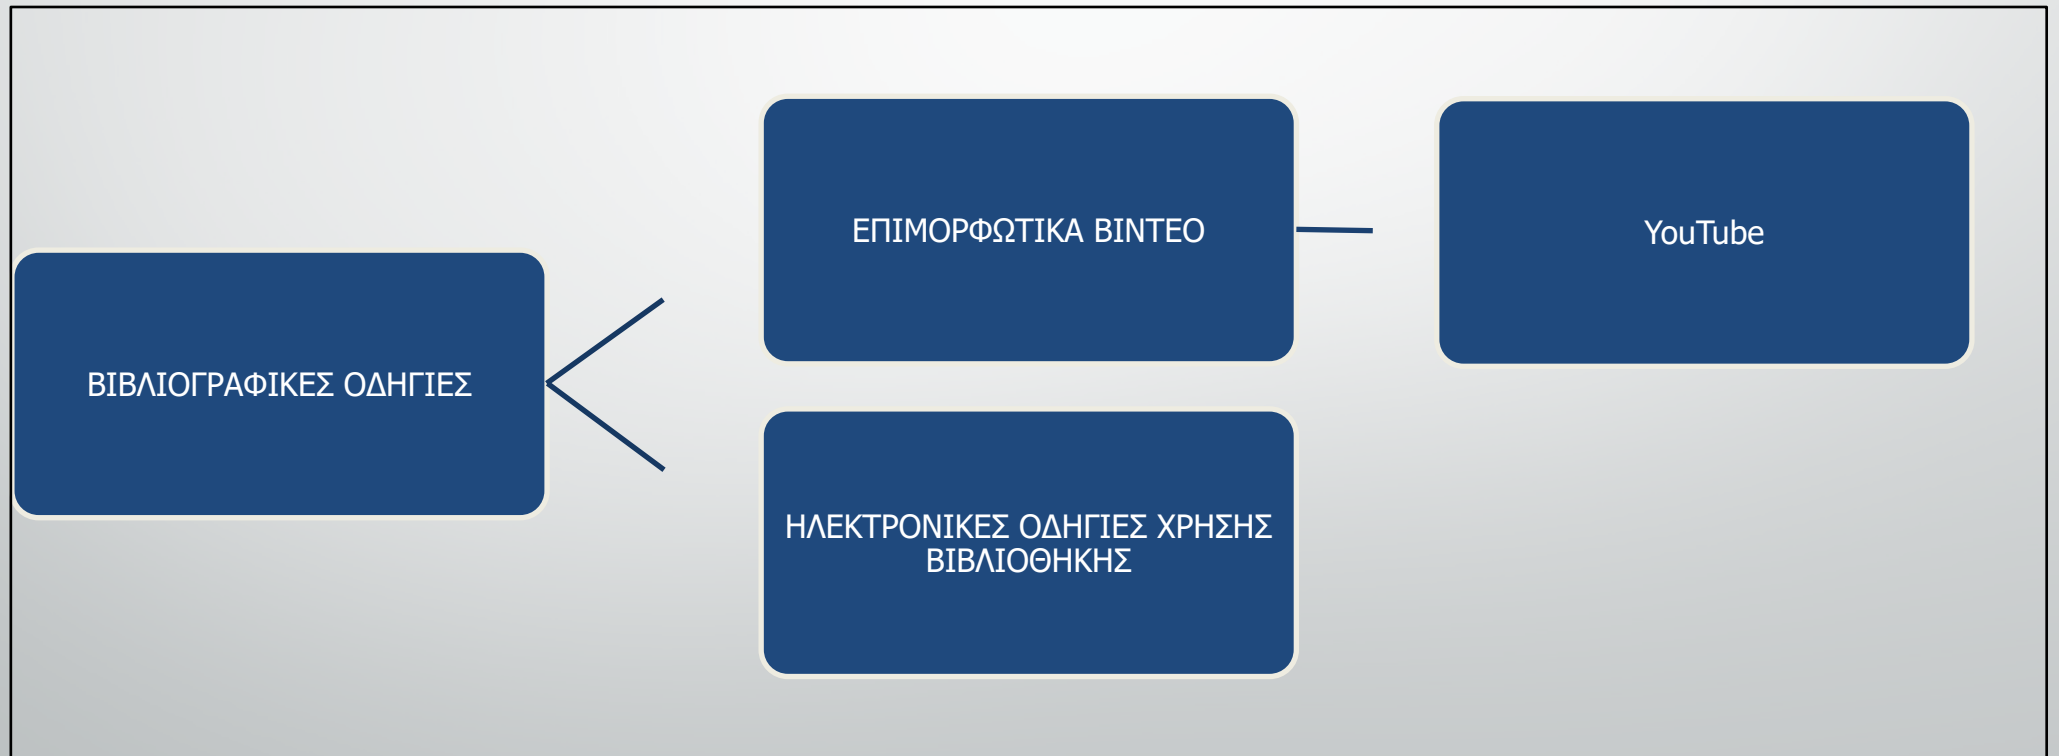 ΒΙΒΛΙΟΓΡΑΦΙΚΕΣ ΟΔΗΓΙΕΣ
ΕΠΙΜΟΡΦΩΤΙΚΑ ΒΙΝΤΕΟ
YouTube
ΗΛΕΚΤΡΟΝΙΚΕΣ ΟΔΗΓΙΕΣ ΧΡΗΣΗΣ
ΒΙΒΛΙΟΘΗΚΗΣ